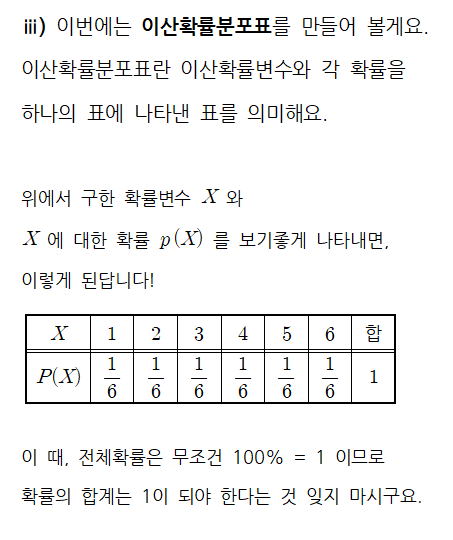 ⅲ) 이번에는 이산확률분포표를 만들어 볼게요.
이산확률분포표란 이산확률변수와 각 확률을
하나의 표에 나타낸 표를 의미해요.
위에서 구한 확률변수 X 와
X 에 대한 확률 p(X) 를 보기좋게 나타내면,
이렇게 된답니다!
X 1 2 3 4 5 6 합
P(X) 1/6 1/6 1/6 1/6 1/6 1/6 1
이 때, 전체확률은 무조건 100% = 1 이므로
확률의 합계는 1이 되야 한다는 것 잊지 마시구요.